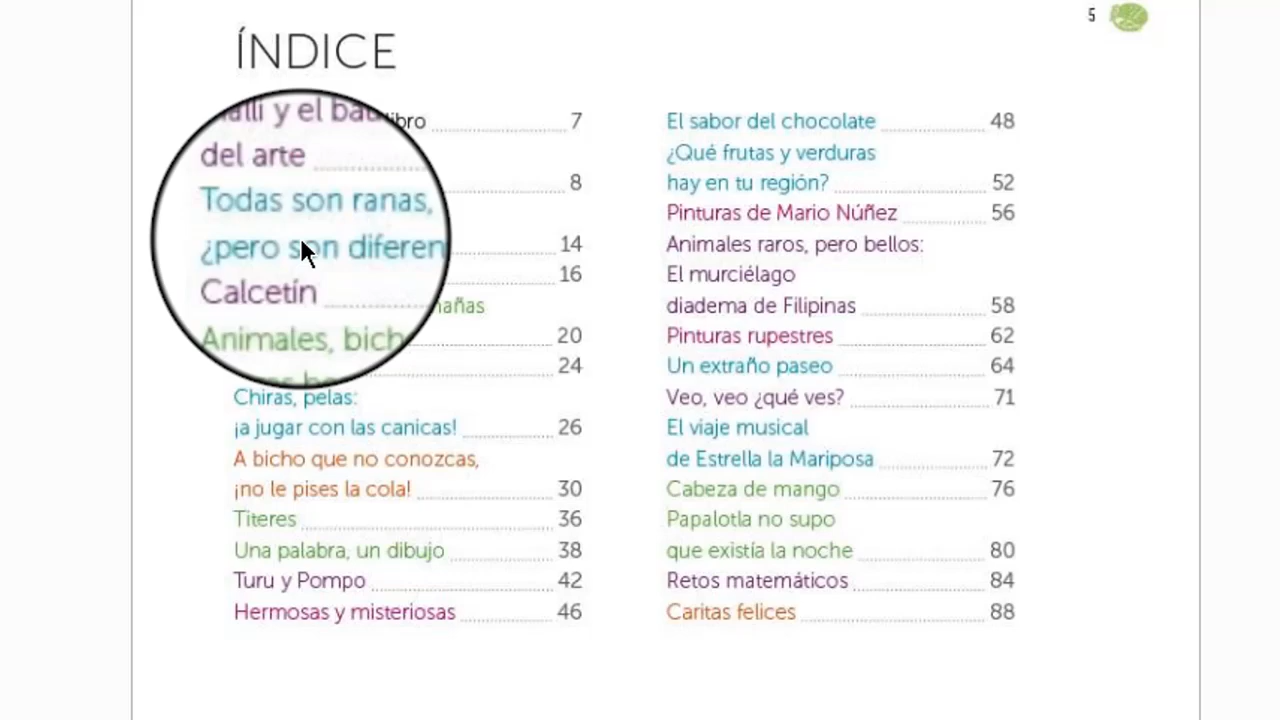 5
ÍNDICE
libro 7
8
14
16
mañas
20
24
alli y el bau
del arte
Todas son ranas,
¿pero son diferen
Calcetín
Animales, bich
Chiras, pelas:
¡a jugar con las canicas! 26
A bicho que no conozcas,
¡no le pises la cola! 30
Títeres 36
Una palabra, un dibujo 38
Turu y Pompo 42
Hermosas y misteriosas 46
El sabor del chocolate 48
¿Qué frutas y verduras
hay en tu región? 52
Pinturas de Mario Núñez 56
Animales raros, pero bellos:
El murciélago
diadema de Filipinas 58
Pinturas rupestres 62
Un extraño paseo 64
Veo, veo ¿qué ves? 71
El viaje musical
de Estrella la Mariposa 72
Cabeza de mango 76
Papalotla no supo
que existía la noche 80
Retos matemáticos 84
Caritas felices 88